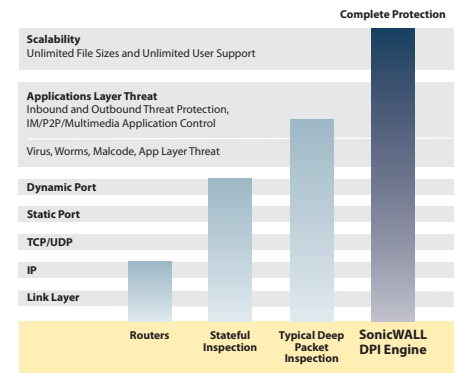 Complete Protection
Scalability
Unlimited File Sizes and Unlimited User Support
Applications Layer Threat
Inbound and Outbound Threat Protection,
IM/P2P/Multimedia Application Control
Virus, Worms, Malcode, App Layer Threat
Dynamic Port
Static Port
TCP/UDP
IP
Link Layer
Routers
Stateful
Inspection
Typical Deep
Packet
Inspection
SonicWALL
DPI Engine